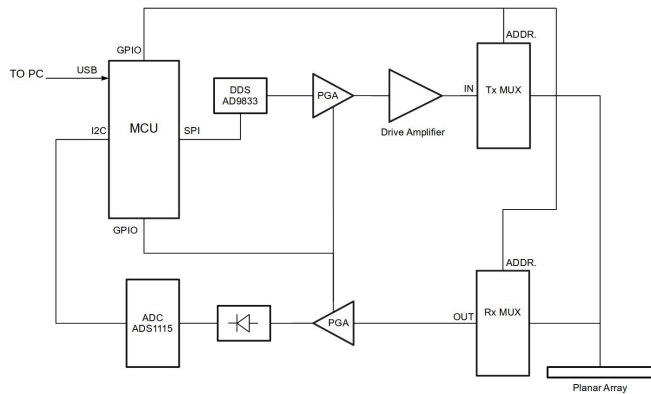 GPIO
ADDR.
TO PC
USB
DDS
AD9833
PGA
IN
Tx MUX
I2C
MCU
SPI
Drive Amplifier
GPIO
ADDR.
ADC
ADS1115
PGA
OUT
Rx MUX
Planar Array